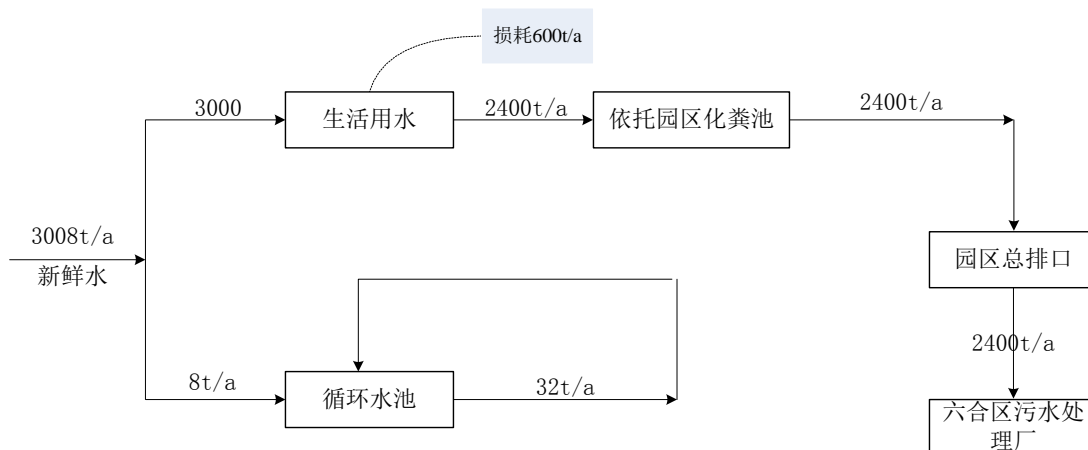 损耗600t/a
3000
生活用水
2400t/a
依托园区化粪池
2400t/a
3008t/a
新鲜水
园区总排口
2400t/a
8t/a
循环水池
32t/a
六合区污水处
理厂